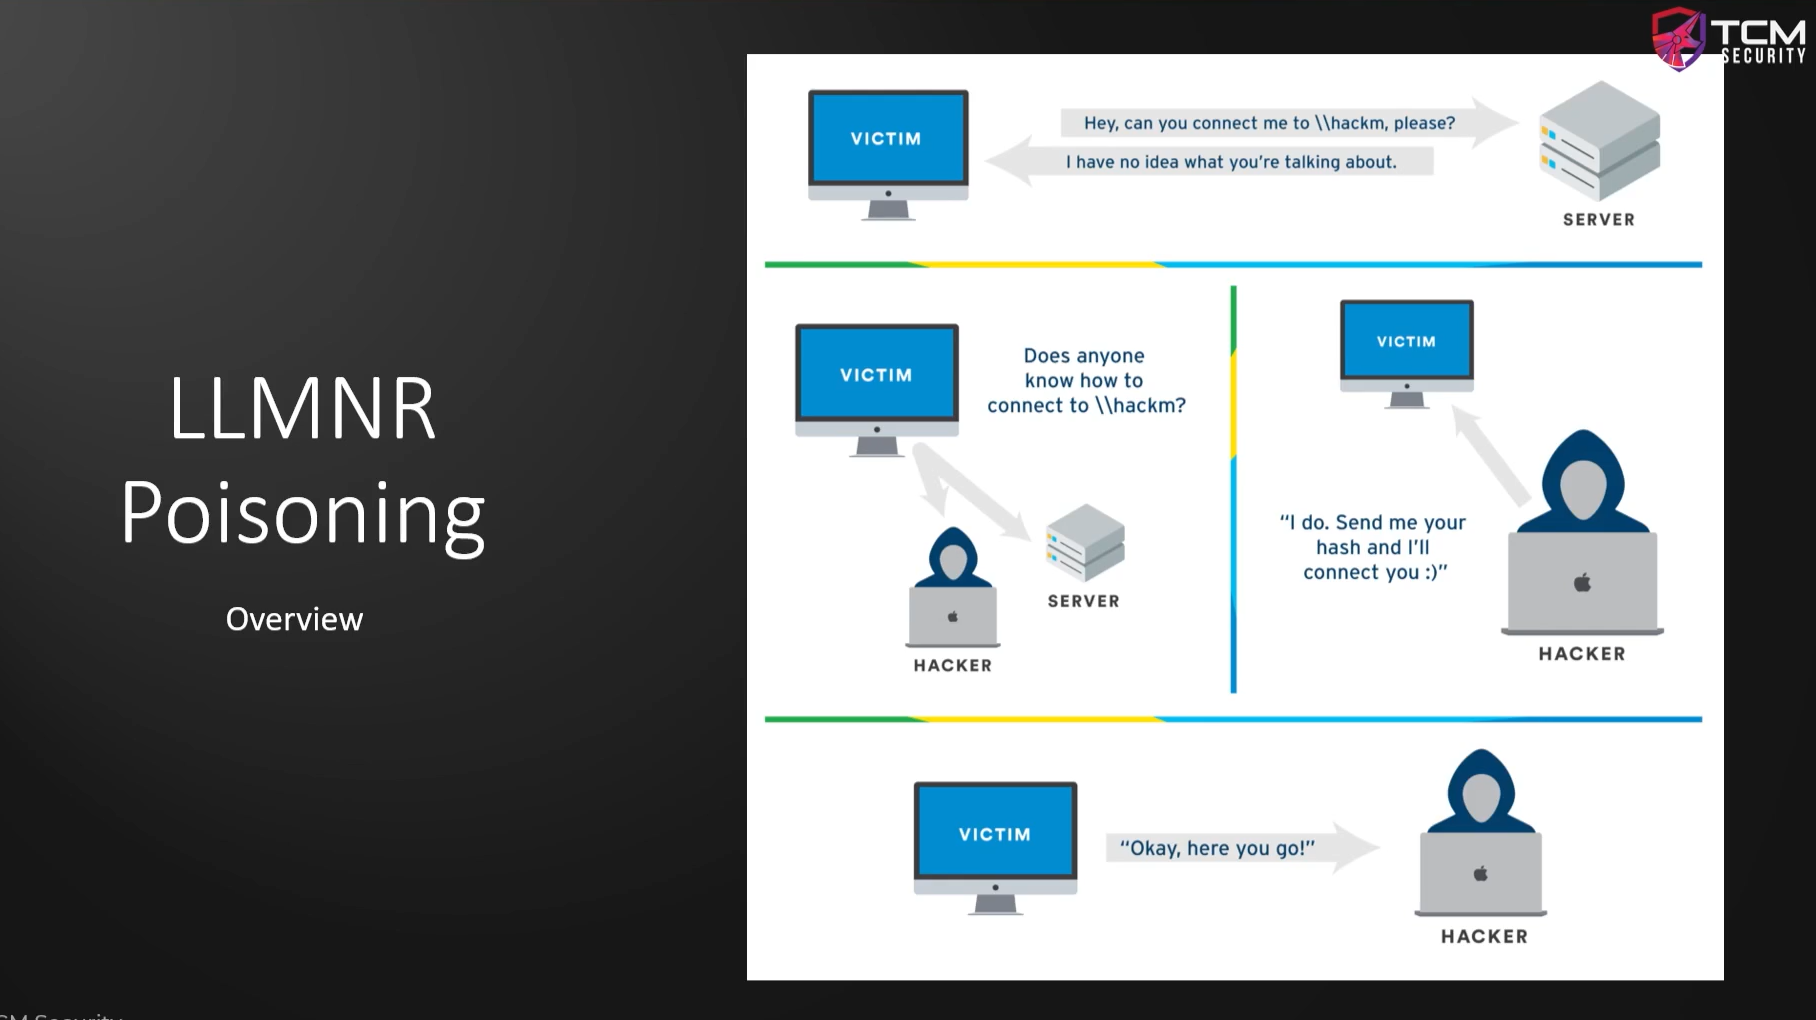 TCM
SECURITY
LLMNR
Poisoning
Overview
VICTIM
Hey, can you connect me to \\hackm, please?
I have no idea what you're talking about.
SERVER
VICTIM
Does anyone
know how to
connect to \\hackm?
HACKER
SERVER
VICTIM
“I do. Send me your
hash and I'll
connect you :)”
HACKER
VICTIM
“Okay, here you go!”
HACKER
CM Security